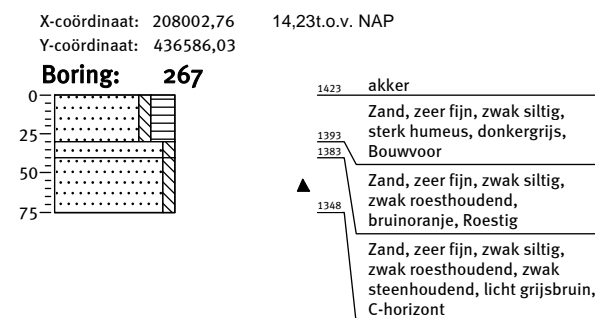 X-coördinaat: 208002,76 14,23t.o.v. NAP
Y-coördinaat: 436586,03
Boring: 267
0
25
50
75
1423 akker
Zand, zeer fijn, zwak siltig,
sterk humeus, donkergrijs,
1393 Bouwvoor
1383
Zand, zeer fijn, zwak siltig,
zwak roesthoudend,
1348 bruinoranje, Roestig
Zand, zeer fijn, zwak siltig,
zwak roesthoudend, zwak
steenhoudend, licht grijsbruin,
C-horizont